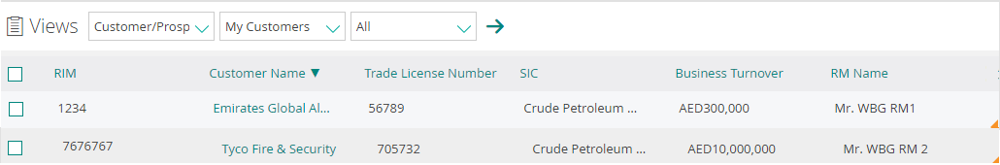 Views Customer/Prosp My Customers All
RIM Customer Name ▼ Trade License Number SIC Business Turnover RM Name
1234 Emirates Global Al... 56789 Crude Petroleum ... AED300,000 Mr. WBG RM1
7676767 Tyco Fire & Security 705732 Crude Petroleum ... AED10,000,000 Mr. WBG RM 2